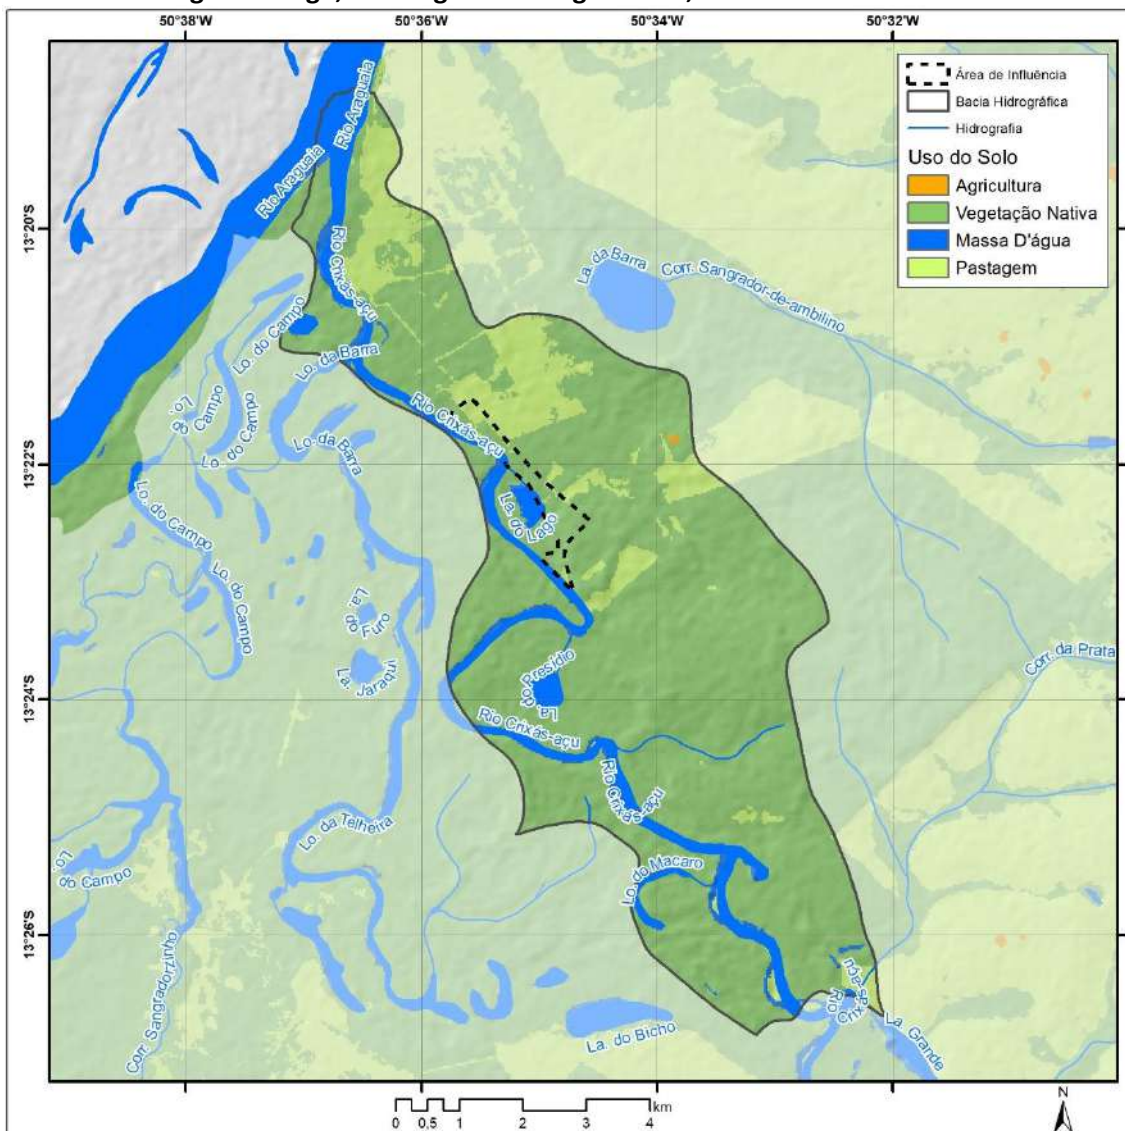 50°38'W 50°36'W 50°34'W 50°32'W
Área de Influência
Bacia Hidrográfica
Hidrografia
Uso do Solo
Agricultura
Vegetação Nativa
Massa D'água
Pastagem
Rio Araguaia
Rio Araguaia
13°20'S
Rio Crixás-açu
La. da Barra
Corr. Sangrador-de-ambilino
Lo. do Campo
Lo. da Barra
Lo. do Campo
Lo. do Campo
Lo. do Campo
Rio Crixás-açu
Lo. da Barra
13°22'S
La. do Lago
Lo. do Campo
Lo. do Campo
La. do Furo
La. Jaraqui
Corr. da Prata
La. do Presídio
13°24'S
Rio Crixás-açu
Rio Crixás-açu
Lo. da Telheira
Lo. do Campo
Lo. do Macaro
13°26'S
Corr. Sangradorzinho
La. do Bicho
La. Grande
N
km
0 0,5 1 2 3 4